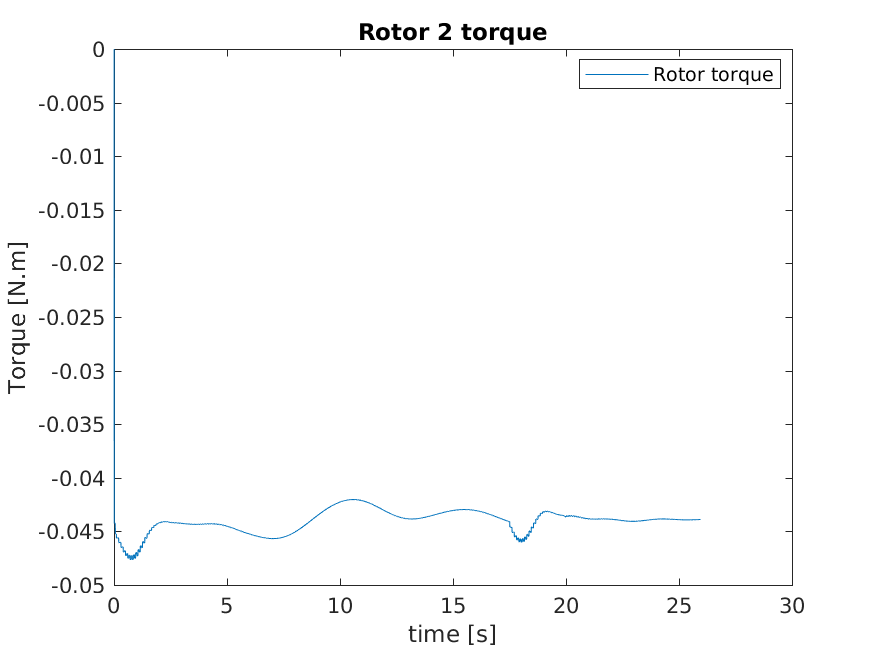 Rotor 2 torque
Rotor torque
0
-0.005
-0.01
-0.015
-0.02
-0.025
-0.03
-0.035
-0.04
-0.045
-0.05
Torque [N.m]
0 5 10 15 20 25 30
time [s]